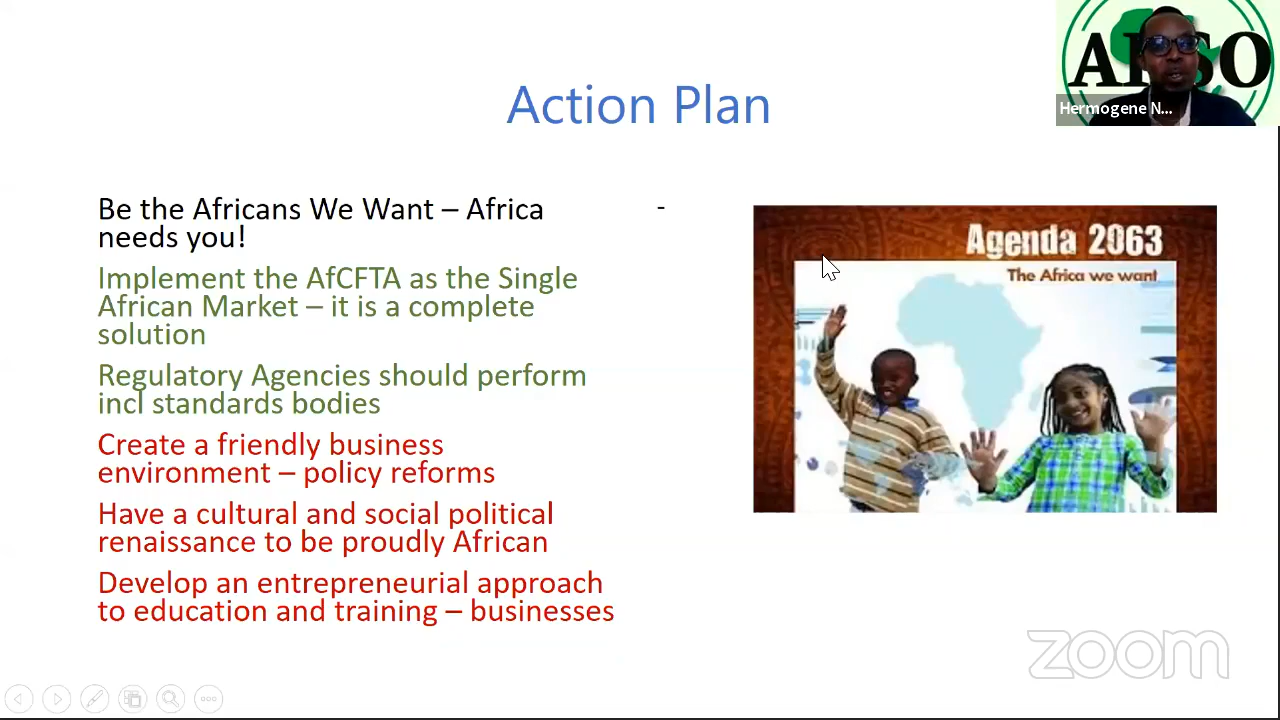 Action Plan
Hermogene N...
Be the Africans We Want – Africa
needs you!
Implement the AfCFTA as the Single
African Market – it is a complete
solution
Regulatory Agencies should perform
incl standards bodies
Create a friendly business
environment – policy reforms
Have a cultural and social political
renaissance to be proudly African
Develop an entrepreneurial approach
to education and training – businesses
-
Agenda 2063
The Africa we want
zoom